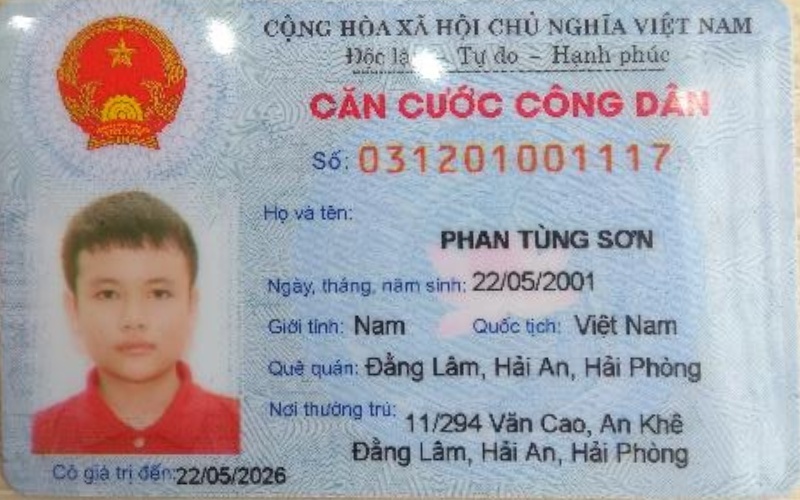 CỘNG HÒA XÃ HỘI CHỦ NGHĨA VIỆT NAM
Độc lậ – Tự do – Hạnh phúc
CĂN CƯỚC CÔNG DÂN
Số: 031201001117
Họ và tên:
PHAN TÙNG SƠN
Ngày, tháng, năm sinh: 22/05/2001
Giới tính: Nam Quốc tịch: Việt Nam
Quê quán: Đằng Lâm, Hải An, Hải Phòng
Nơi thường trú: 11/294 Văn Cao, An Khê
Đằng Lâm, Hải An, Hải Phòng
Có giá trị đến: 22/05/2026